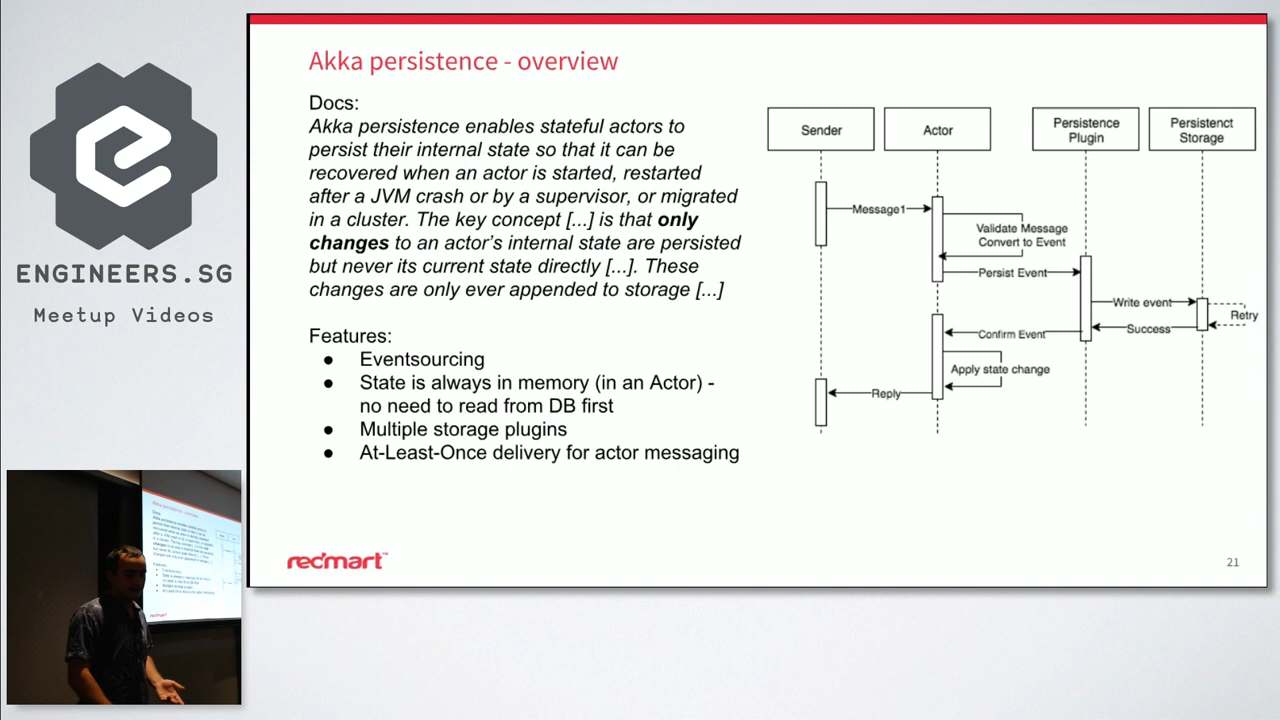 ENGINEERS.SG
Meetup Videos
Akka persistence - overview
Docs:
Akka persistence enables stateful actors to
persist their internal state so that it can be
recovered when an actor is started, restarted
after a JVM crash or by a supervisor, or migrated
in a cluster. The key concept [...] is that only
changes to an actor's internal state are persisted
but never its current state directly [...]. These
changes are only ever appended to storage [...]
Features:
● Eventsourcing
● State is always in memory (in an Actor) -
no need to read from DB first
● Multiple storage plugins
● At-Least-Once delivery for actor messaging
Sender
Actor
Persistence
Plugin
Persistenct
Storage
Message1
Validate Message
Convert to Event
Persist Event
Write event
Retry
Success
Confirm Event
Apply state change
Reply
redmart™
21
Akka persistence - overview
redmart